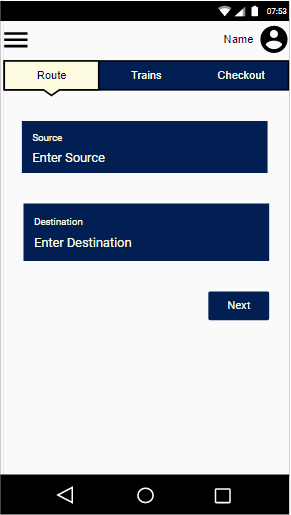 07:53
Name
Route Trains Checkout
Source
Enter Source
Destination
Enter Destination
Next